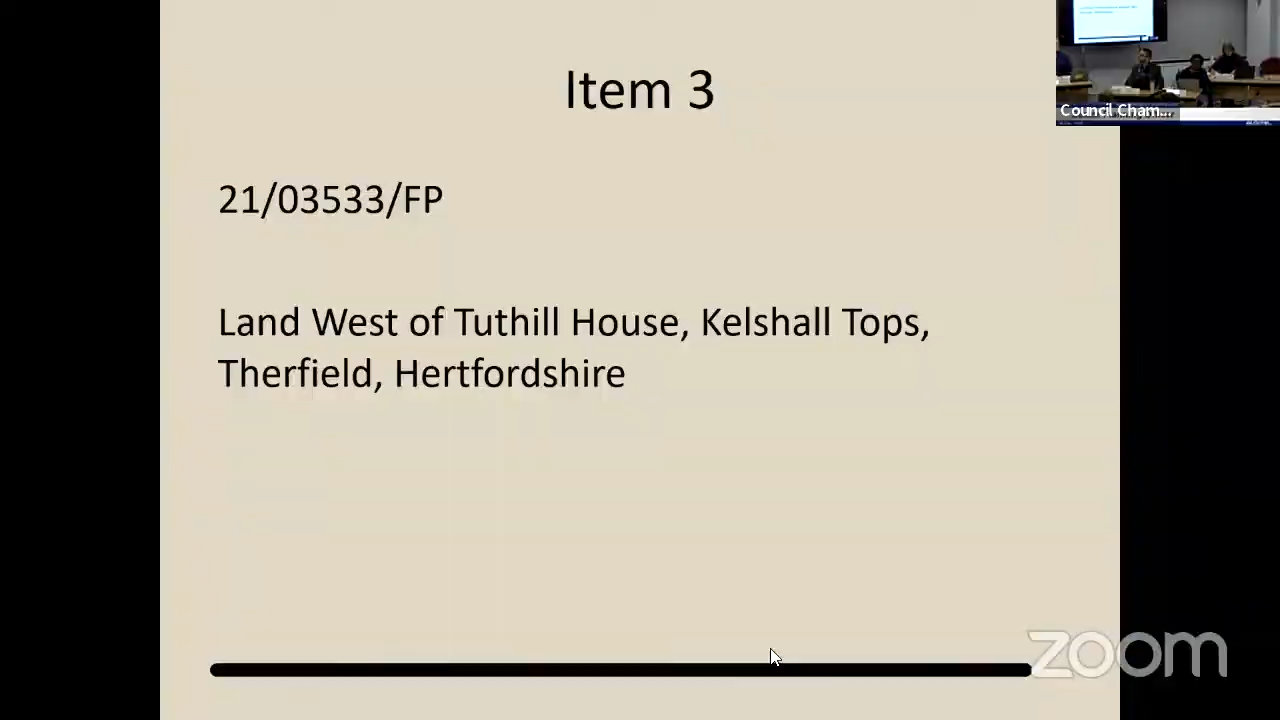 Item 3
21/03533/FP
Land West of Tuthill House, Kelshall Tops,
Therfield, Hertfordshire
Council Cham...
zoom